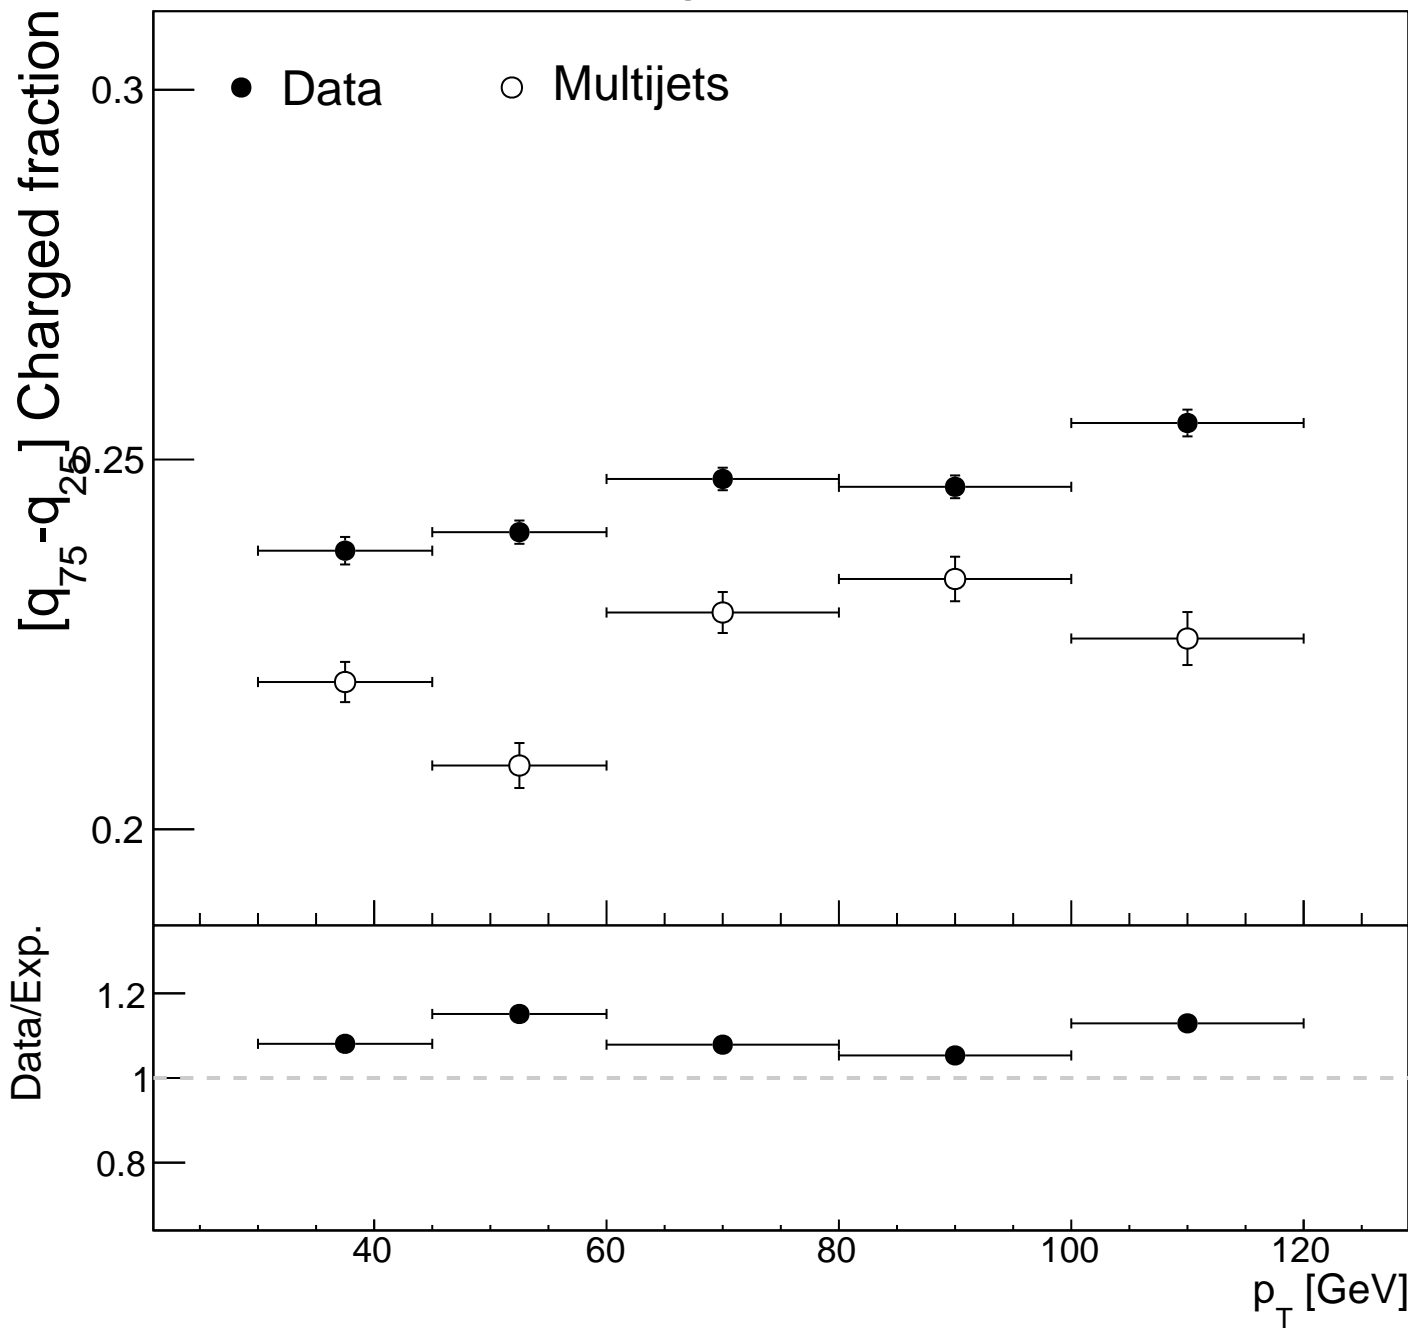 [q75-q25] Charged fraction
Data
Multijets
0.3
0.25
0.2
Data/Exp.
1.2
1
0.8
40 60 80 100 120
pT [GeV]